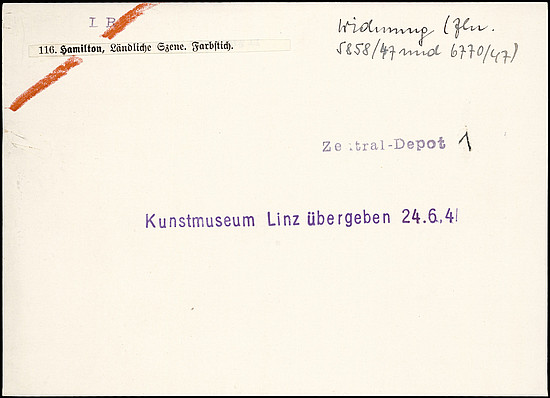 116. Hamilton, Ländliche Szene. Farbstich.
Widmung (Zln.
5858/47 und 6770/47)
Zentral-Depot 1
Kunstmuseum Linz übergeben 24.6.4